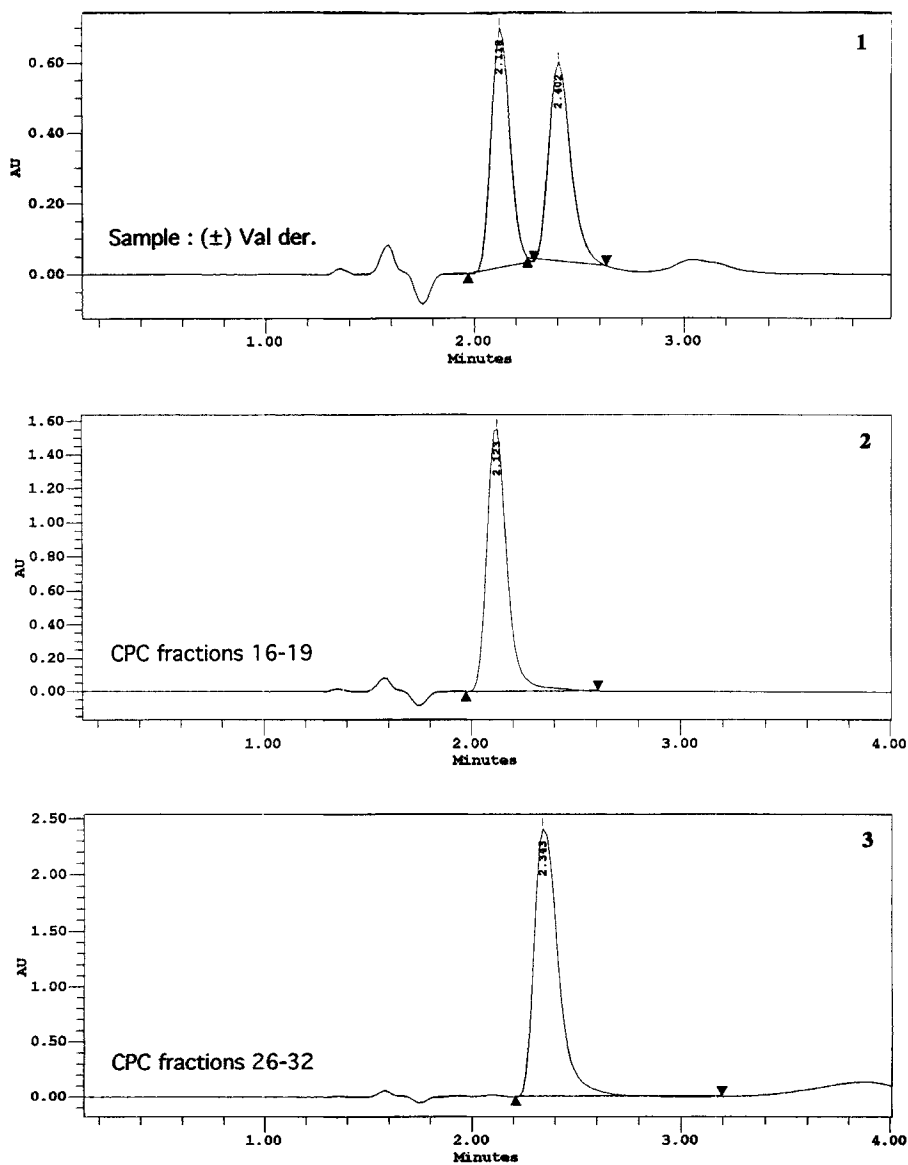 1
2.118
2.402
0.60
0.40
AU
0.20
Sample : (±) Val der.
0.00
1.00 2.00 3.00
Minutes
1.60
2
2.123
1.40
1.20
1.00
0.80
AU
0.60
0.40
CPC fractions 16-19
0.20
0.00
1.00 2.00 3.00 4.00
Minutes
2.50
3
2.343
2.00
1.50
AU
1.00
0.50
CPC fractions 26-32
0.00
1.00 2.00 3.00 4.00
Minutes